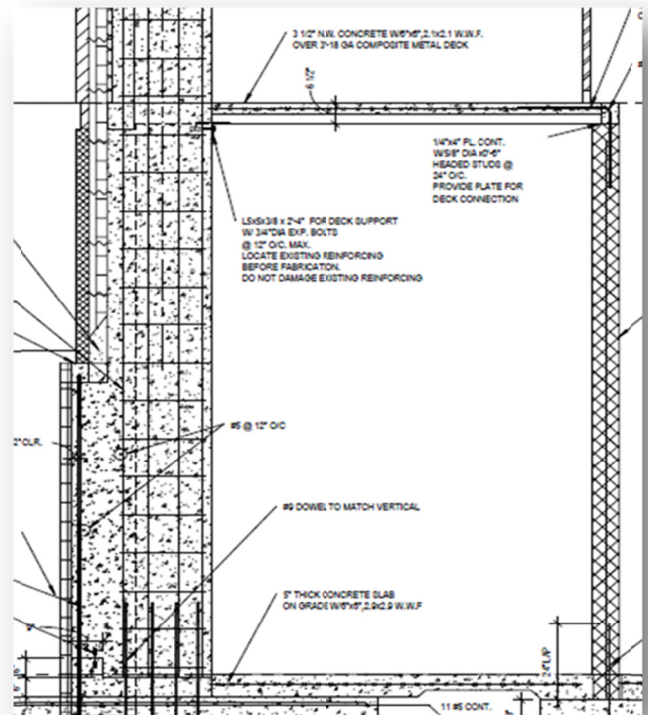 3 1/2" N.W. CONCRETE W/6"x6",2.1x2.1 W.W.F.
OVER 3"-18 GA COMPOSITE METAL DECK
6 1/2"
1/4"x4" PL. CONT.
W/5/8" DIA x0'-6"
HEADED STUDS @
24" O/C.
PROVIDE PLATE FOR
DECK CONNECTION
L5x5x3/8 x 2'-4" FOR DECK SUPPORT
W/ 3/4"DIA EXP. BOLTS
@ 12" O/C. MAX.
LOCATE EXISTING REINFORCING
BEFORE FABRICATION.
DO NOT DAMAGE EXISTING REINFORCING
#5 @ 12" O/C
2" CLR.
#9 DOWEL TO MATCH VERTICAL
5" THICK CONCRETE SLAB
ON GRADE W/6"x6",2.9x2.9 W.W.F
24"LAP
11 #5 CONT.